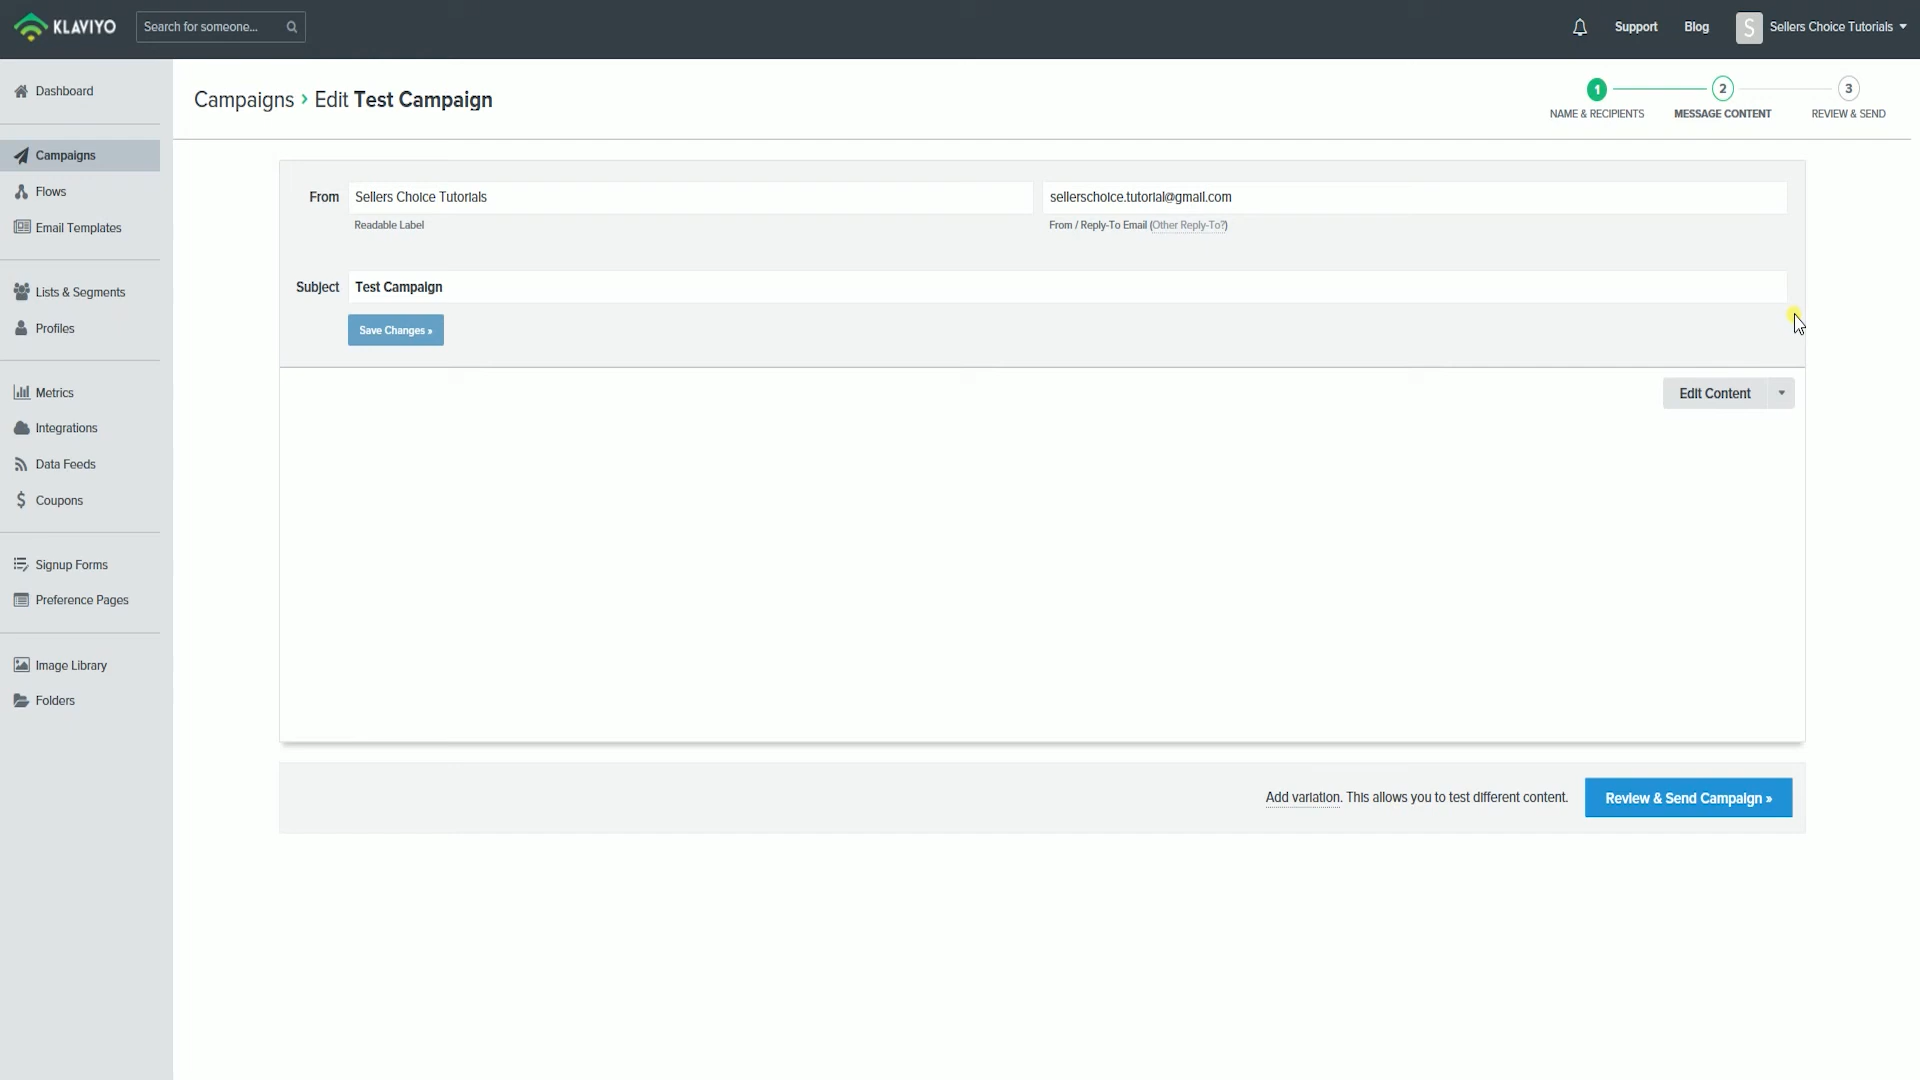 KLAVIYO
Search for someone...
Support
Blog
S
Sellers Choice Tutorials
Dashboard
Campaigns
Flows
Email Templates
Lists & Segments
Profiles
Metrics
Integrations
Data Feeds
Coupons
Signup Forms
Preference Pages
Image Library
Folders
Campaigns › Edit Test Campaign
1
2
3
NAME & RECIPIENTS
MESSAGE CONTENT
REVIEW & SEND
From
Sellers Choice Tutorials
sellerschoice.tutorial@gmail.com
Readable Label
From / Reply-To Email (Other Reply-To?)
Subject
Test Campaign
Save Changes »
Edit Content
Add variation. This allows you to test different content.
Review & Send Campaign »